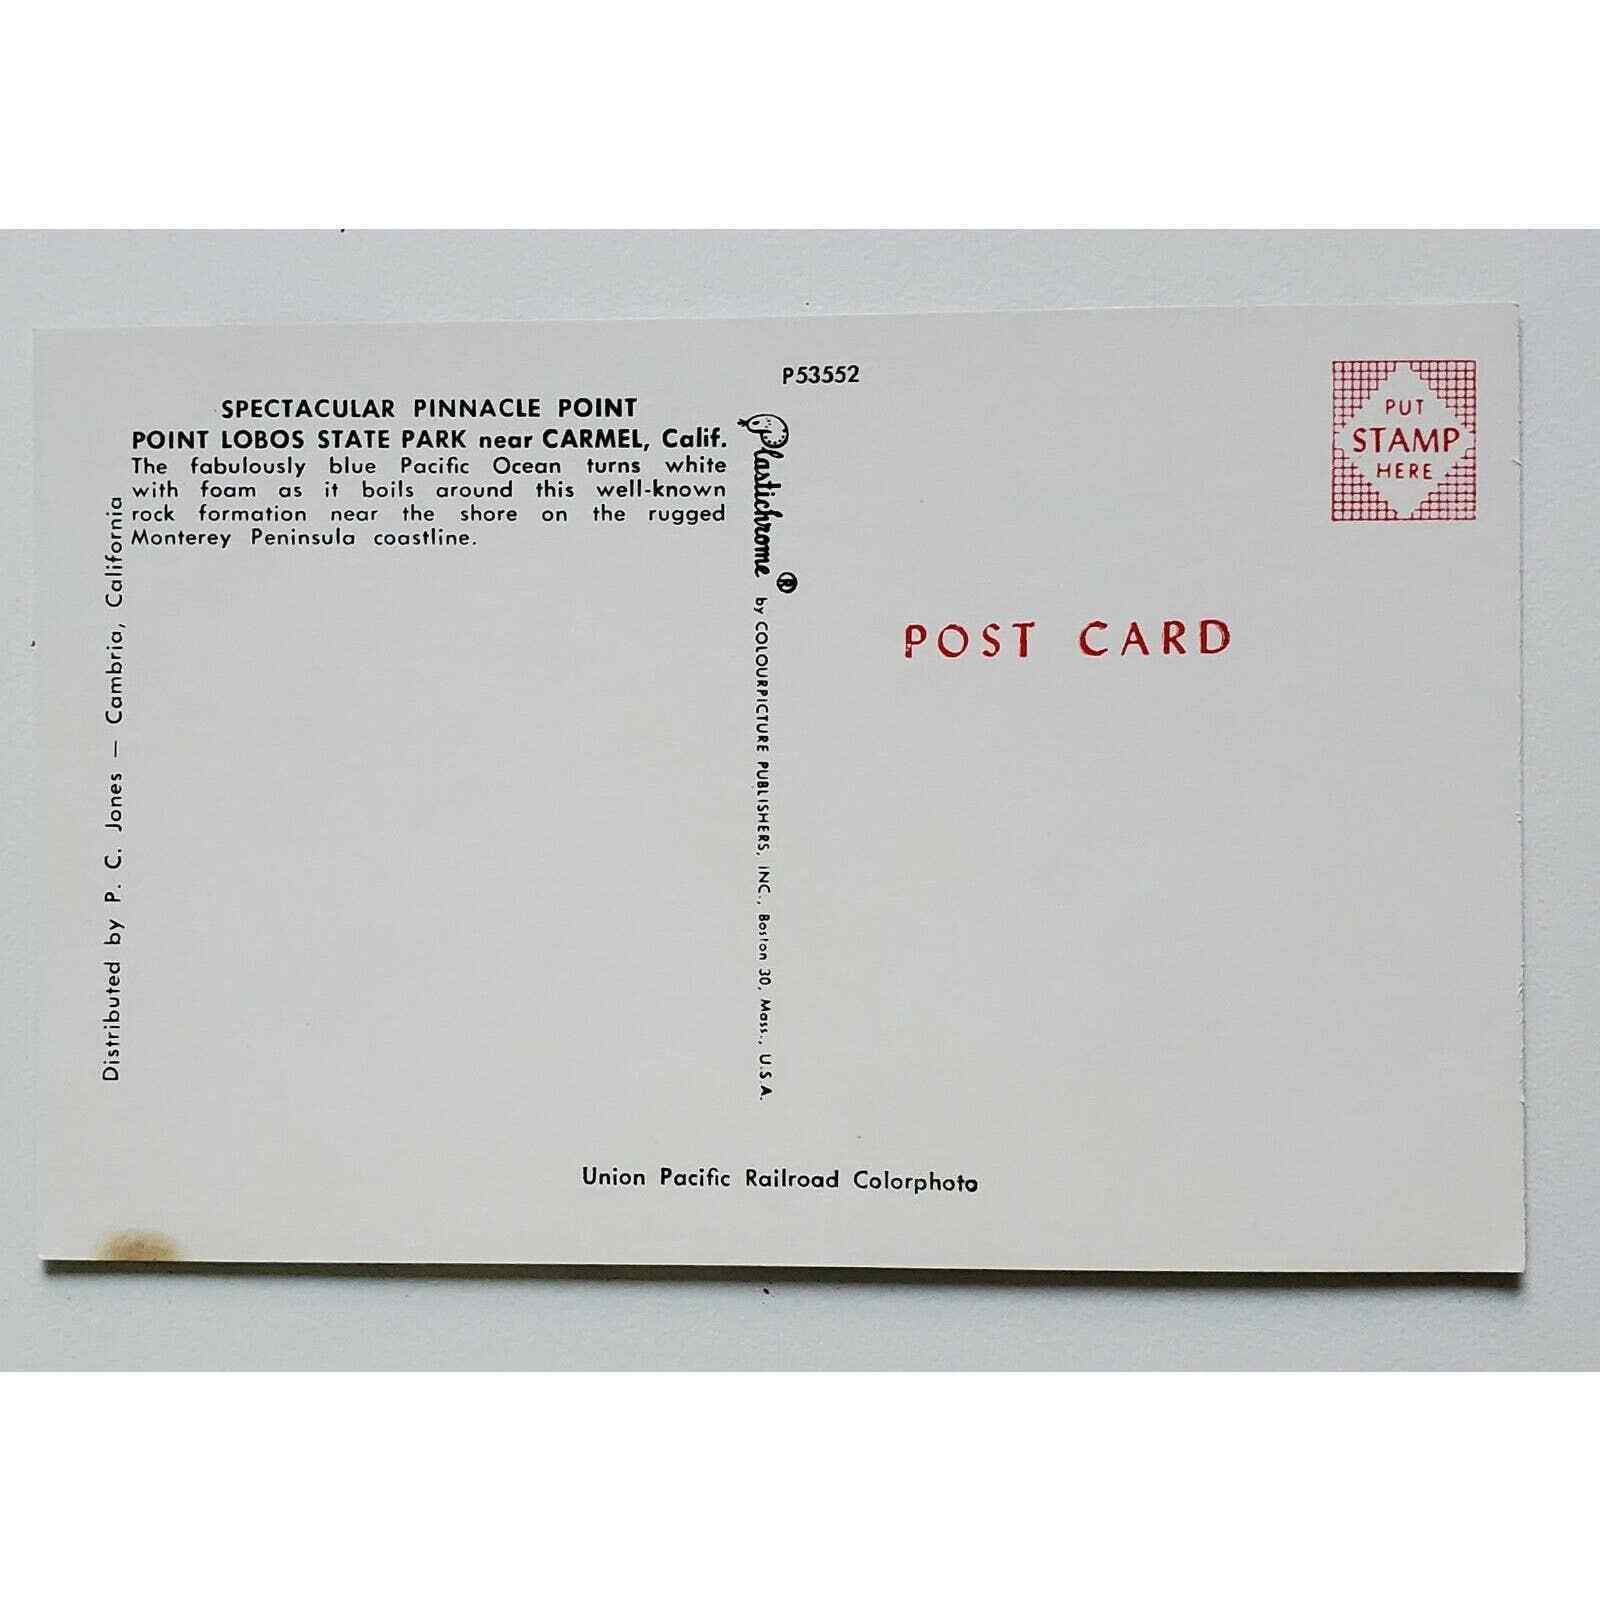 SPECTACULAR PINNACLE POINT
POINT LOBOS STATE PARK near CARMEL, Calif.
The fabulously blue Pacific Ocean turns white
with foam as it boils around this well-known
rock formation near the shore on the rugged
Monterey Peninsula coastline.
Distributed by P. C. Jones — Cambria, California
P53552
Plastichrome ® by COLOURPICTURE PUBLISHERS, INC., Boston 30, Mass., U.S.A.
PUT
STAMP
HERE
POST CARD
Union Pacific Railroad Colorphoto